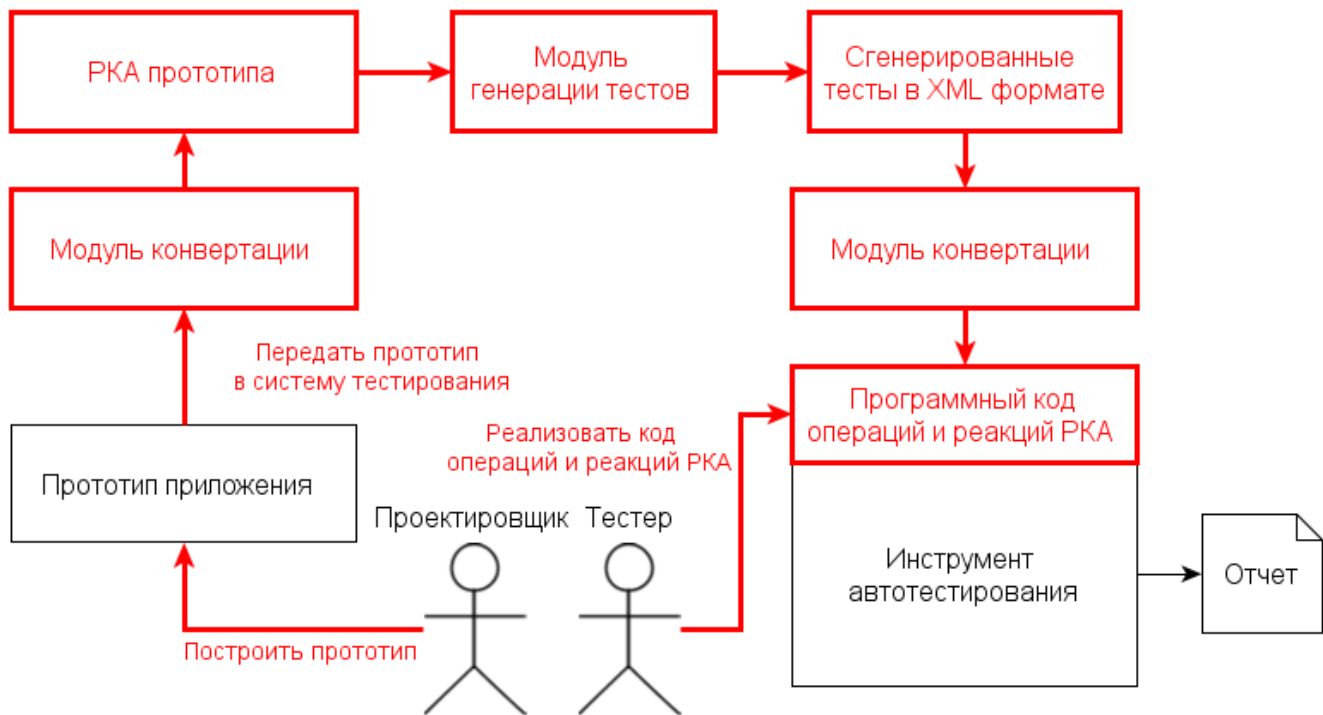 РКА прототипа
Модуль
генерации тестов
Сгенерированные
тесты в XML формате
Модуль конвертации
Модуль конвертации
Передать прототип
в систему тестирования
Реализовать код
операций и реакций РКА
Программный код
операций и реакций РКА
Прототип приложения
Проектировщик
Тестер
Инструмент
автотестирования
Отчет
Построить прототип